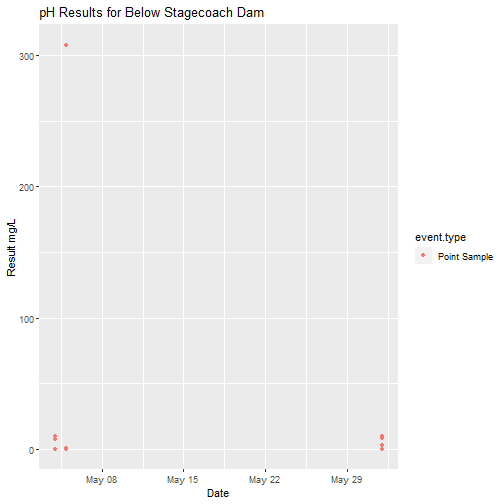 pH Results for Below Stagecoach Dam
300
200
100
0
Result mg/L
May 08
May 15
May 22
May 29
Date
event.type
Point Sample